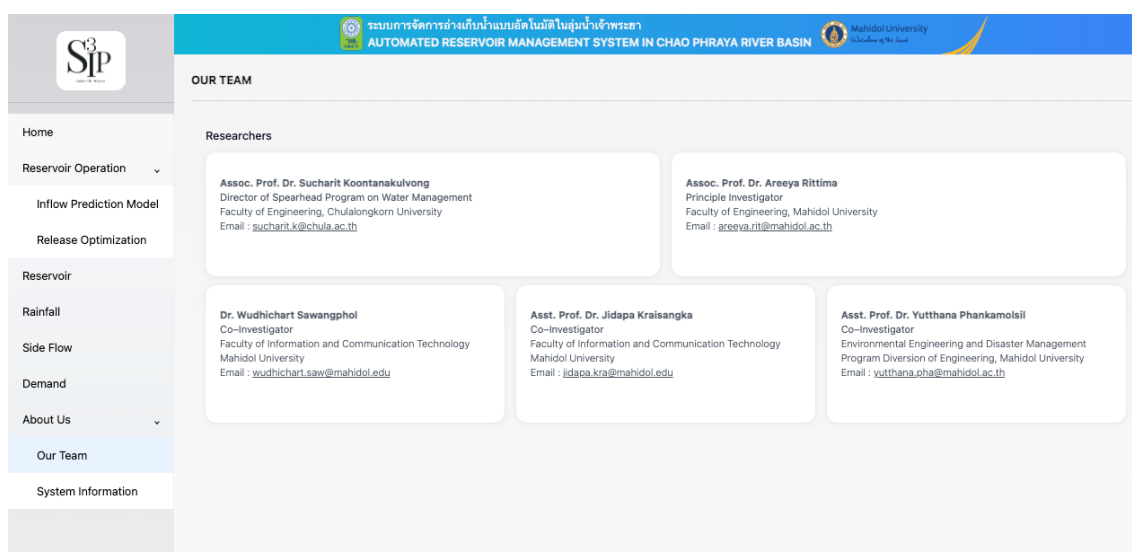 S3IP
ระบบการจัดการอ่างเก็บน้ำแบบอัตโนมัติในลุ่มน้ำเจ้าพระยา
AUTOMATED RESERVOIR MANAGEMENT SYSTEM IN CHAO PHRAYA RIVER BASIN
Mahidol University
Wisdom of the Land
OUR TEAM
Home
Reservoir Operation
Inflow Prediction Model
Release Optimization
Reservoir
Rainfall
Side Flow
Demand
About Us
Our Team
System Information
Researchers
Assoc. Prof. Dr. Sucharit Koontanakulvong
Director of Spearhead Program on Water Management
Faculty of Engineering, Chulalongkorn University
Email : sucharit.k@chula.ac.th
Assoc. Prof. Dr. Areeya Rittima
Principle Investigator
Faculty of Engineering, Mahidol University
Email : areeya.rit@mahidol.ac.th
Dr. Wudhichart Sawangphol
Co–Investigator
Faculty of Information and Communication Technology
Mahidol University
Email : wudhichart.saw@mahidol.edu
Asst. Prof. Dr. Jidapa Kraisangka
Co–Investigator
Faculty of Information and Communication Technology
Mahidol University
Email : jidapa.kra@mahidol.edu
Asst. Prof. Dr. Yutthana Phankamolsil
Co–Investigator
Environmental Engineering and Disaster Management
Program Diversion of Engineering, Mahidol University
Email : yutthana.pha@mahidol.ac.th